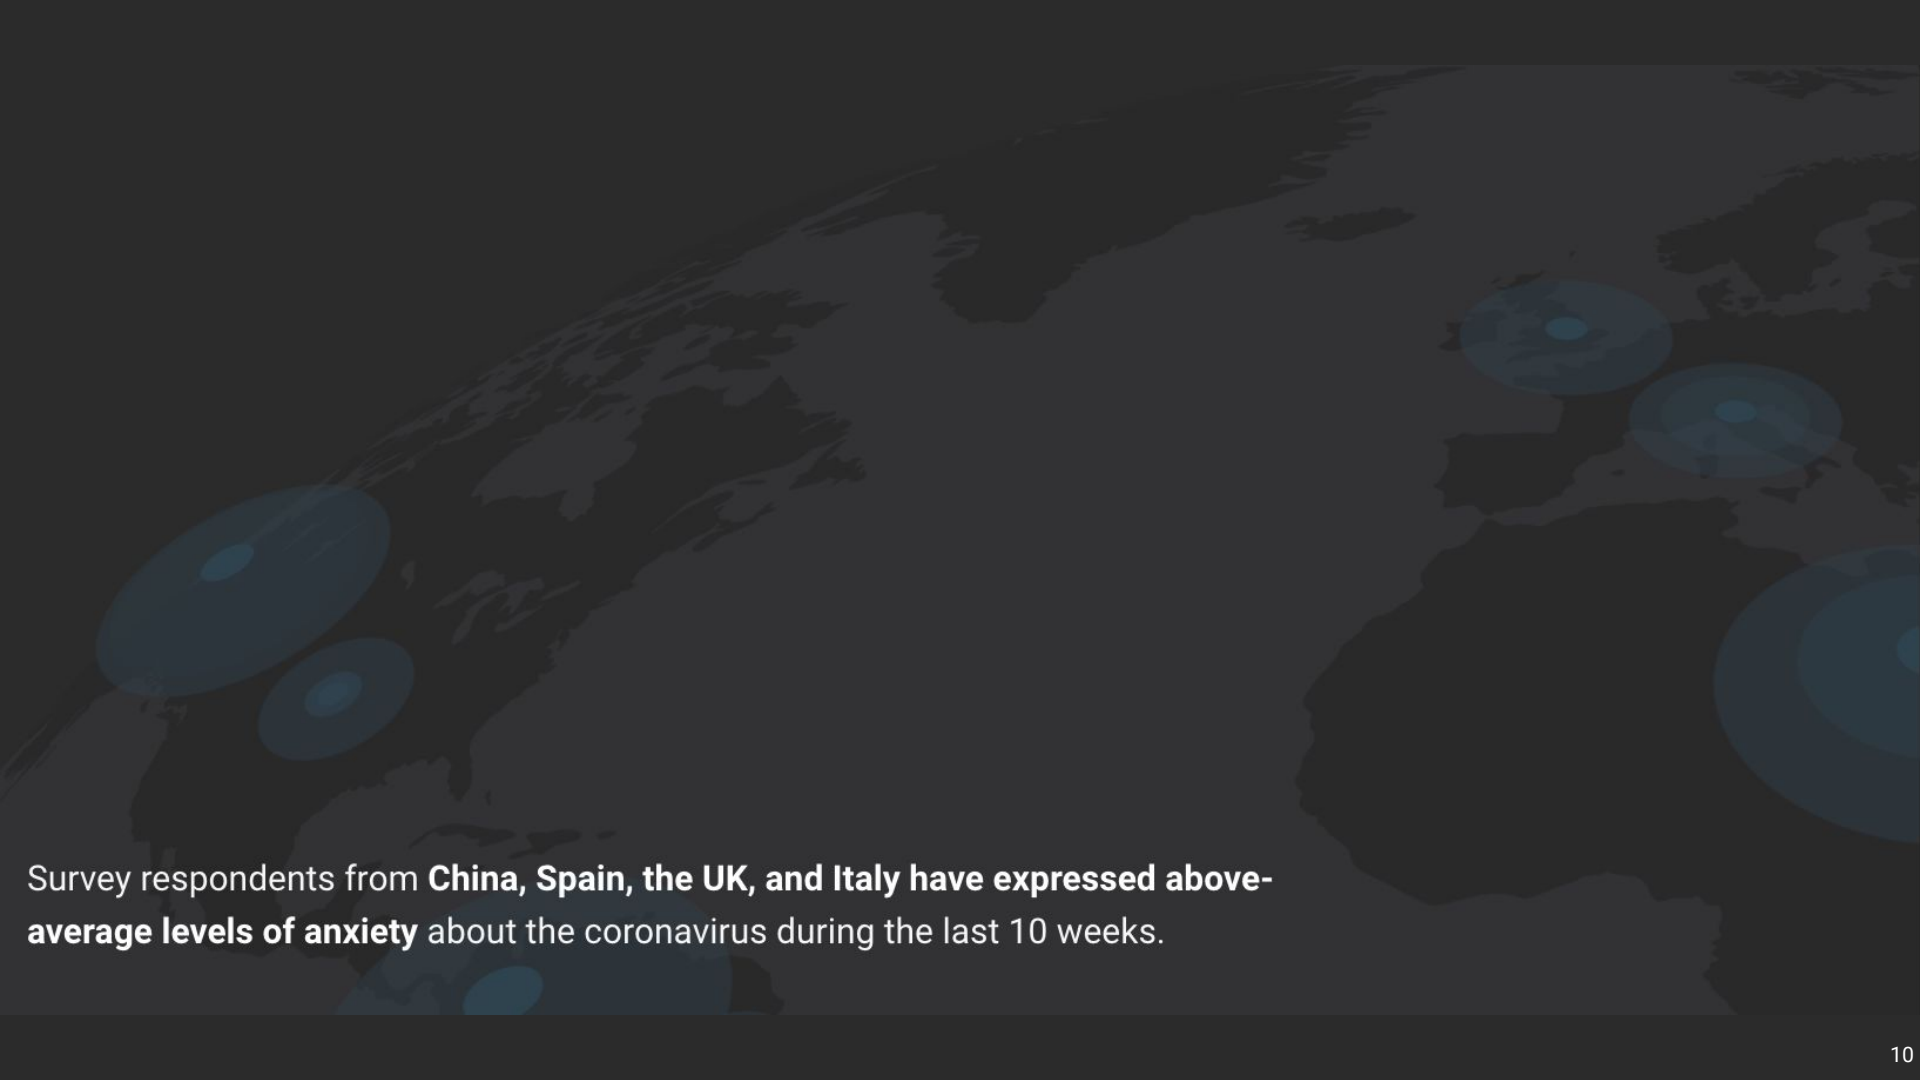 Survey respondents from China, Spain, the UK, and Italy have expressed above-
average levels of anxiety about the coronavirus during the last 10 weeks.
10